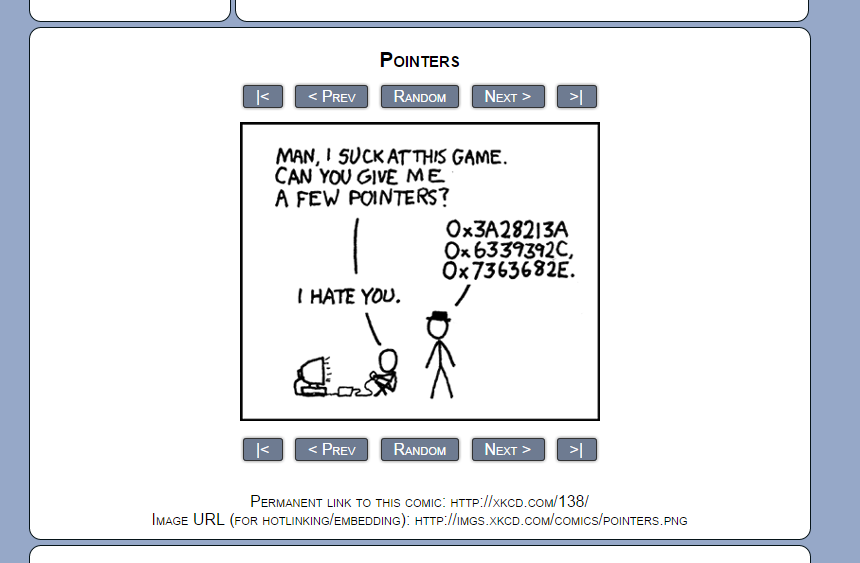 Pointers
|<
< Prev
Random
Next >
>|
MAN, I SUCK AT THIS GAME.
CAN YOU GIVE ME
A FEW POINTERS?
0x3A28213A
0x6339392C,
0x7363682E.
I HATE YOU.
|<
< Prev
Random
Next >
>|
Permanent link to this comic: http://xkcd.com/138/
Image URL (for hotlinking/embedding): http://imgs.xkcd.com/comics/pointers.png